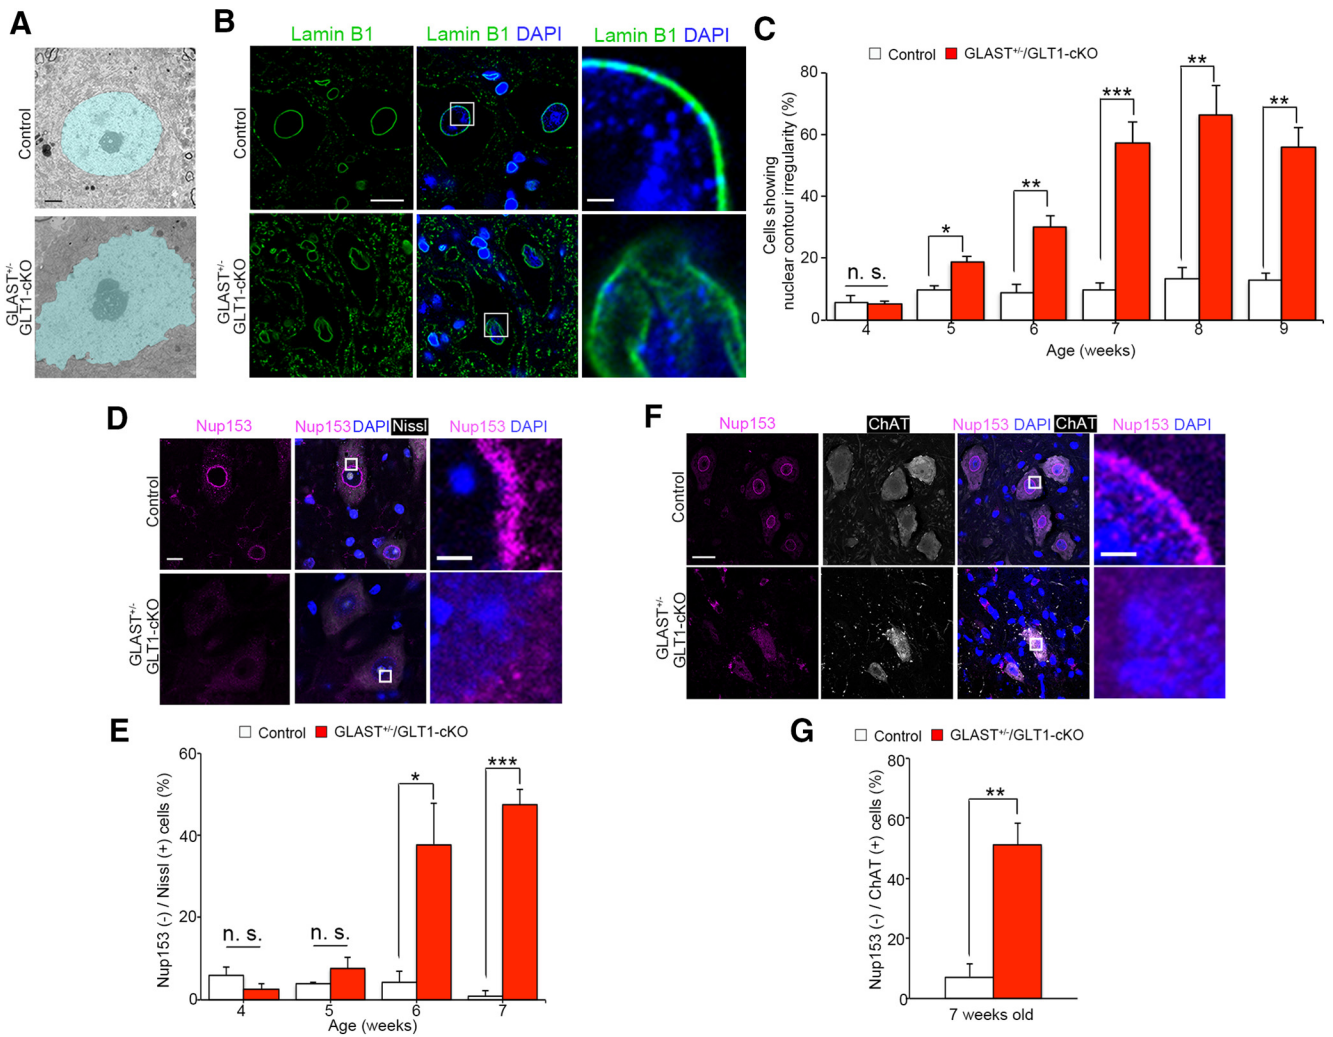 A
Control
GLAST+/-
GLT1-cKO
B
Lamin B1
Lamin B1 DAPI
Lamin B1 DAPI
Control
GLAST+/-
GLT1-cKO
C
Control
GLAST+/-/GLT1-cKO
Cells showing
nuclear contour irregularity (%)
80
60
40
20
0
n. s.
*
**
***
**
**
4
5
6
7
8
9
Age (weeks)
D
Nup153
Nup153 DAPI Nissl
Nup153 DAPI
Control
GLAST+/-
GLT1-cKO
E
Control
GLAST+/-/GLT1-cKO
Nup153 (-) / Nissl (+) cells (%)
60
40
20
0
n. s.
n. s.
*
***
4
5
6
7
Age (weeks)
F
Nup153
ChAT
Nup153 DAPI ChAT
Nup153 DAPI
Control
GLAST+/-
GLT1-cKO
G
Control
GLAST+/-/GLT1-cKO
Nup153 (-) / ChAT (+) cells (%)
80
60
40
20
0
**
7 weeks old